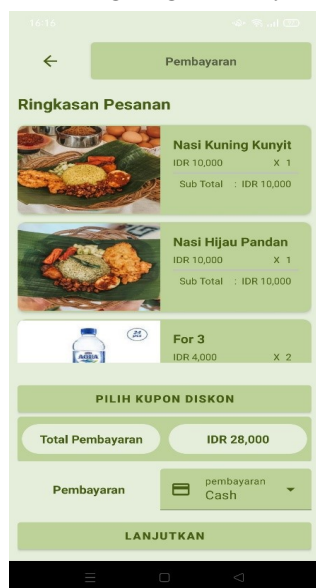 16:16
Pembayaran
Ringkasan Pesanan
Nasi Kuning Kunyit
IDR 10,000 X 1
Sub Total : IDR 10,000
Nasi Hijau Pandan
IDR 10,000 X 1
Sub Total : IDR 10,000
AQUA
For 3
IDR 4,000 X 2
PILIH KUPON DISKON
Total Pembayaran IDR 28,000
Pembayaran
pembayaran
Cash
LANJUTKAN